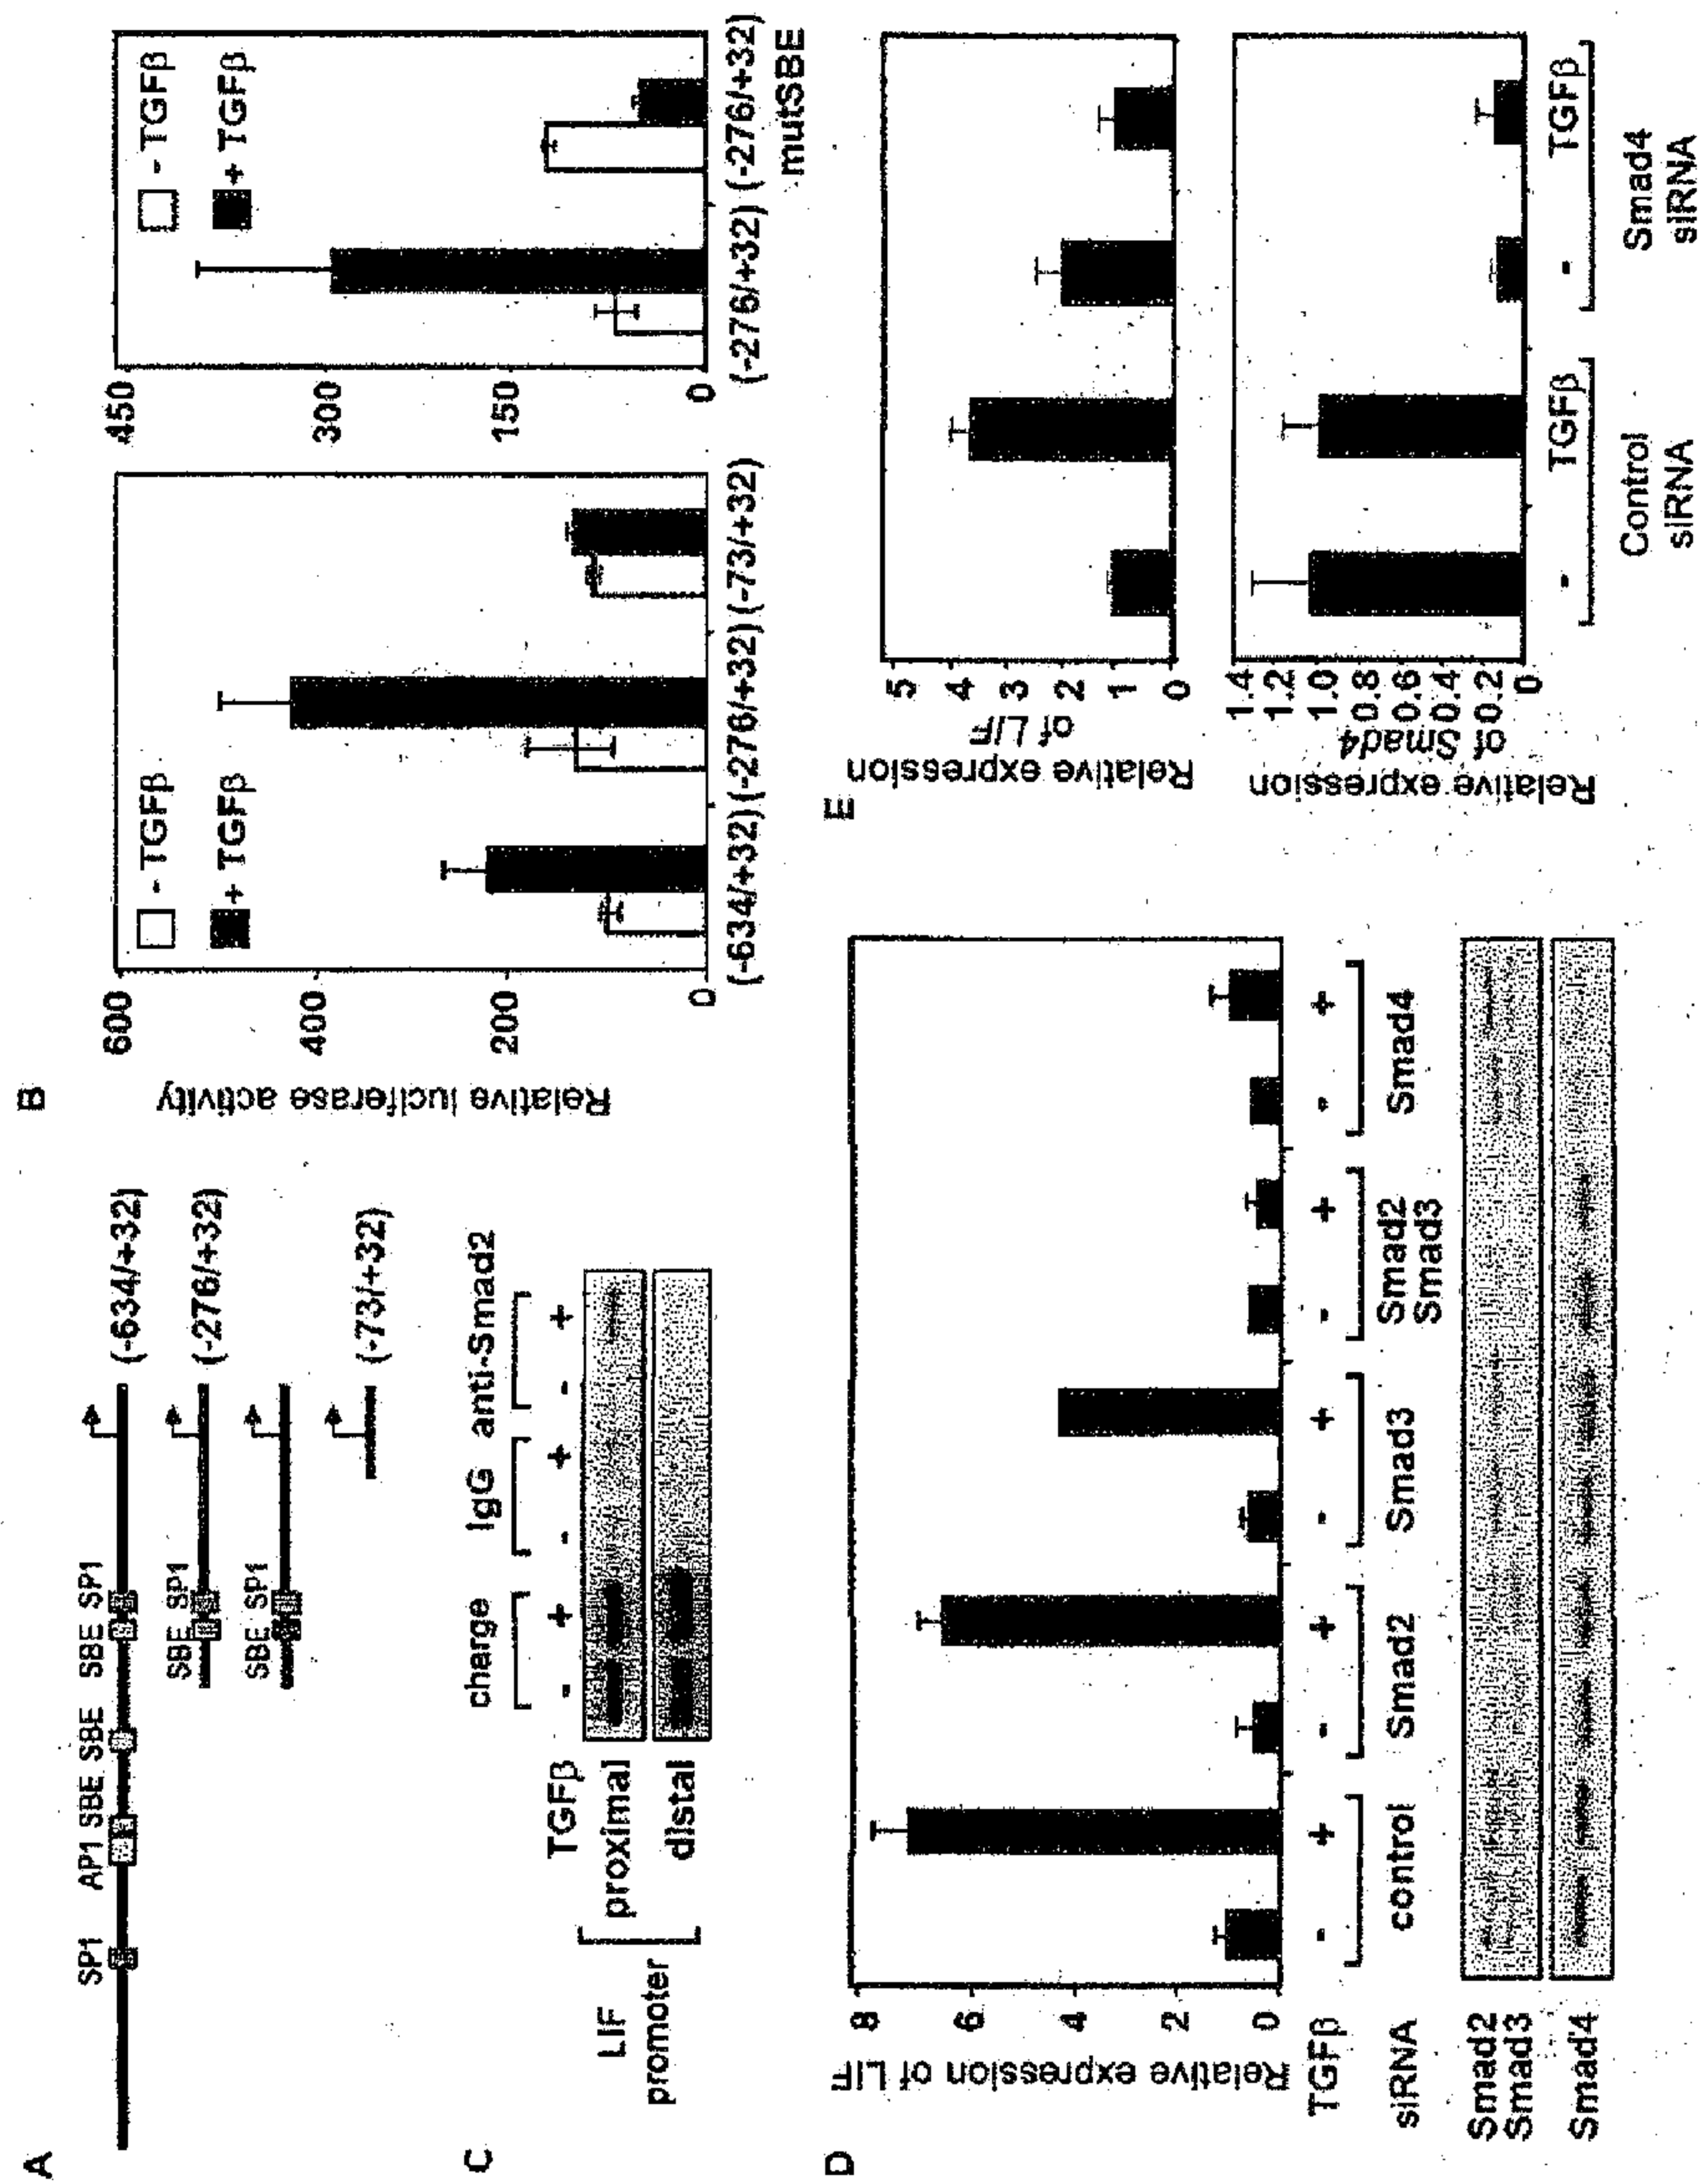 A
SP1 AP1 SBE SBE SBE SP1
(-634/+32)
SBE SP1
(-276/+32)
SBE SP1
(-73/+32)
B
Relative luciferase activity
600
400
200
0
- TGFβ
+ TGFβ
(-634/+32) (-276/+32) (-73/+32)
450
300
150
0
- TGFβ
+ TGFβ
(-276/+32) (-276/+32)
mutSBE
C
charge IgG anti-Smad2
TGFβ - + - + - +
LIF
promoter
proximal
distal
D
Relative expression of LIF
8
6
4
2
0
TGFβ - + - + - + - + - +
siRNA control Smad2 Smad3 Smad2 Smad4
Smad3
Smad2
Smad3
Smad4
E
Relative expression
of LIF
5
4
3
2
1
0
Relative expression
of Smad4
1.4
1.2
1.0
0.8
0.6
0.4
0.2
0
- TGFβ - TGFβ
Control Smad4
siRNA siRNA